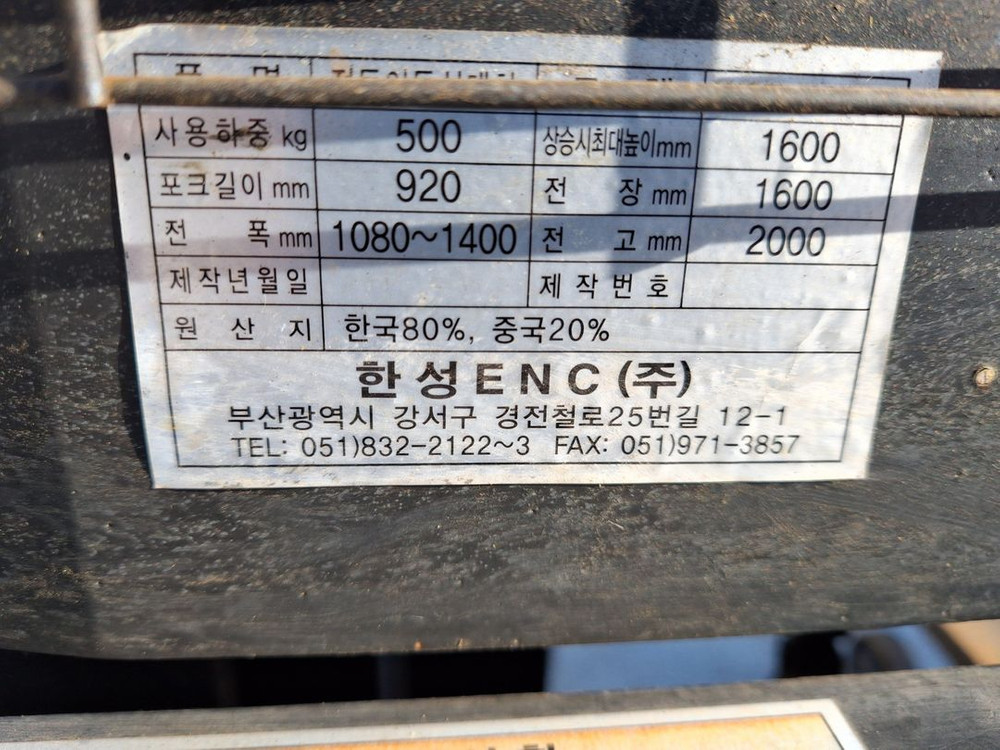 품 명
사용하중 kg 500 상승시최대높이mm 1600
포크길이 mm 920 전 장 mm 1600
전 폭 mm 1080~1400 전 고 mm 2000
제작년월일 제작번호
원 산 지 한국80%, 중국20%
한성ENC (주)
부산광역시 강서구 경전철로25번길 12-1
TEL: 051)832-2122~3 FAX: 051)971-3857